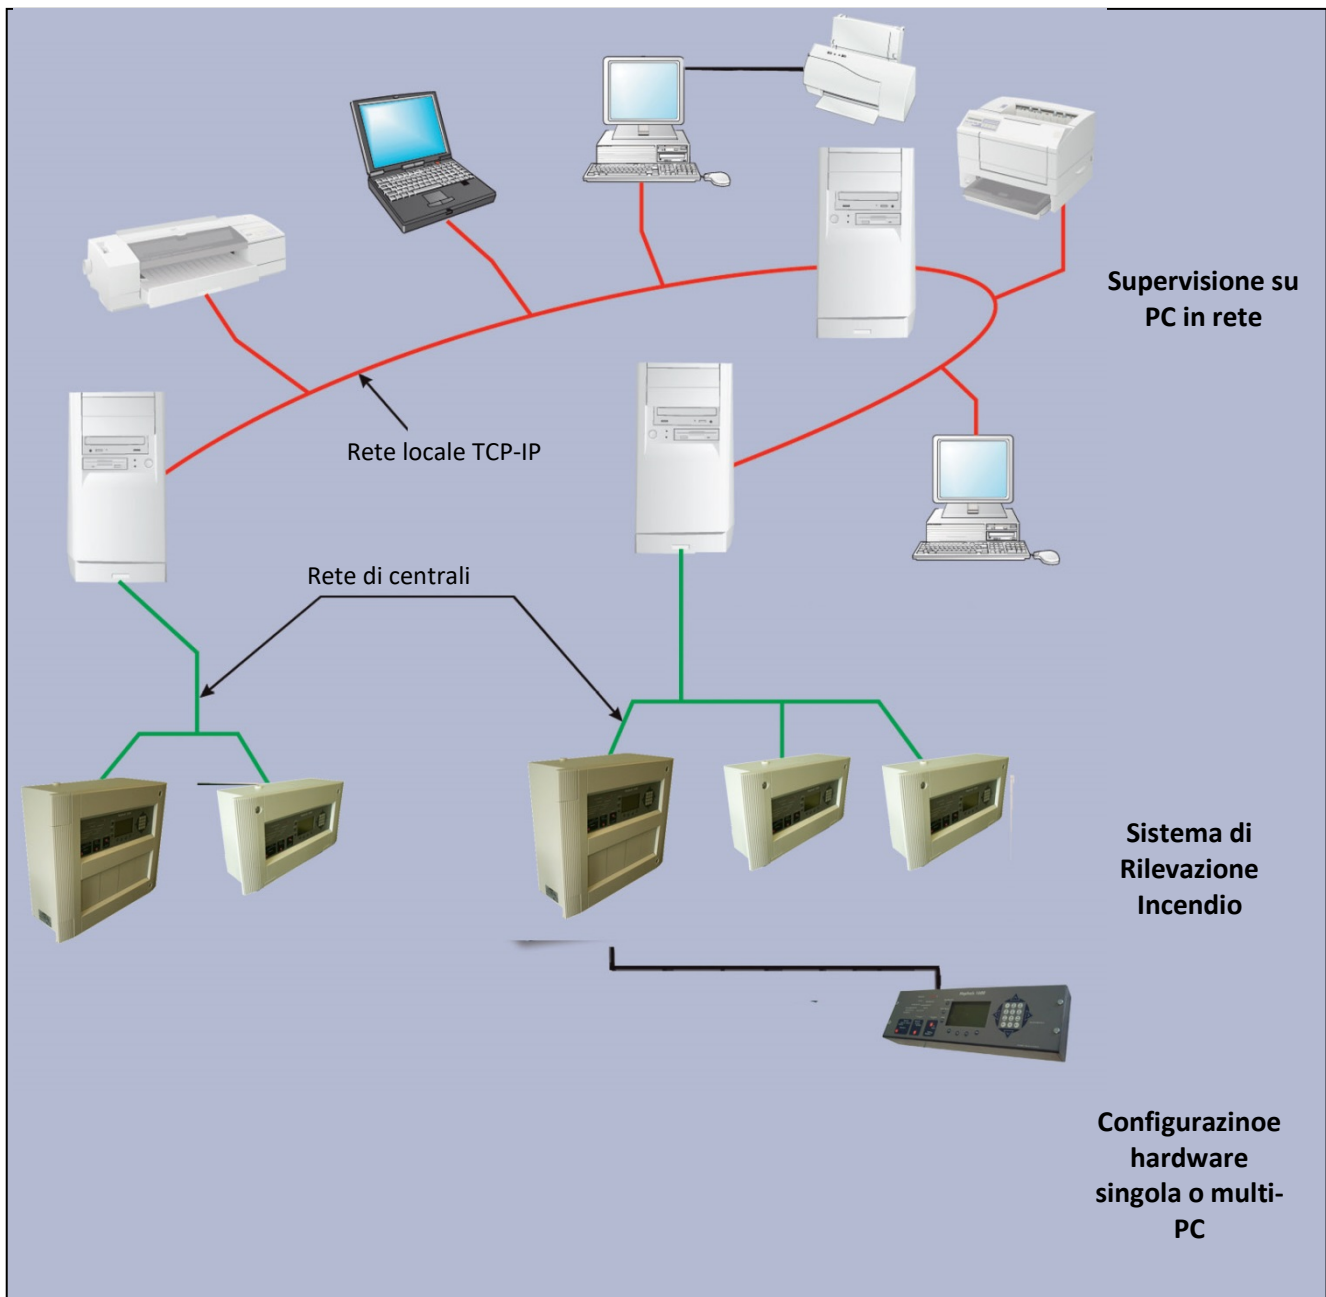 Supervisione su
PC in rete
Rete locale TCP-IP
Rete di centrali
Sistema di
Rilevazione
Incendio
Configurazinoe
hardware
singola o multi-
PC